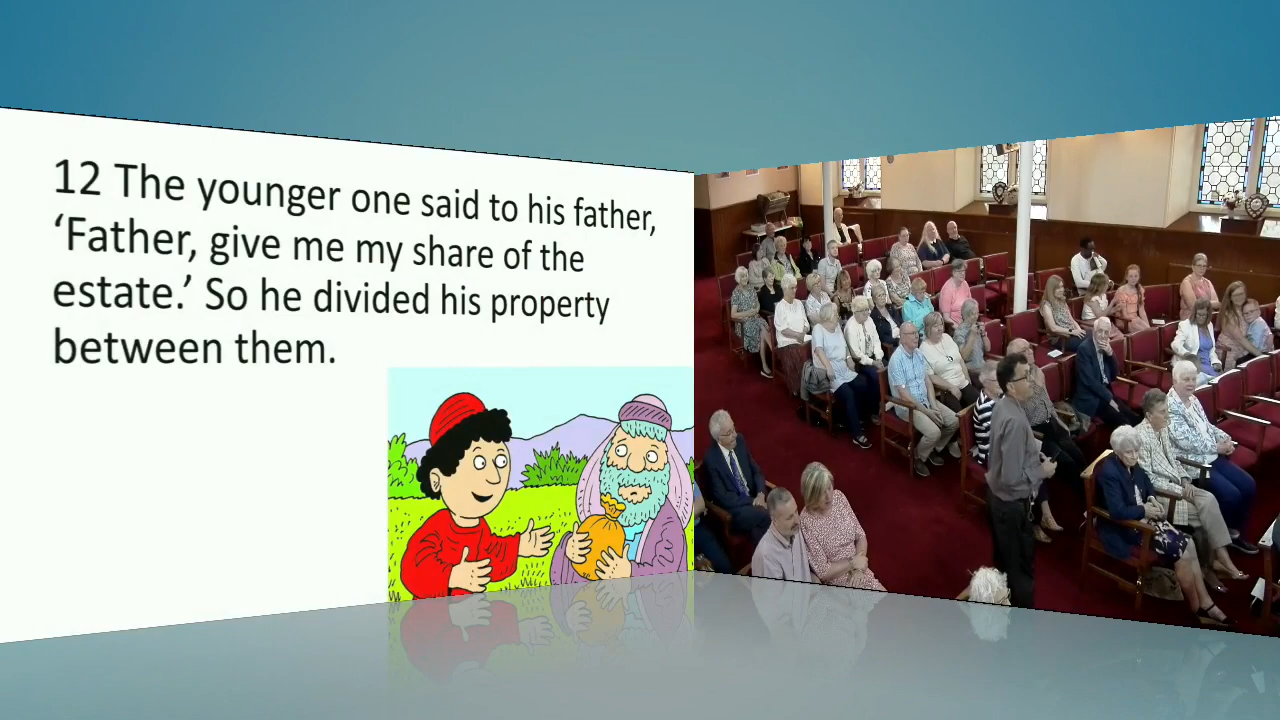 12 The younger one said to his father,
‘Father, give me my share of the
estate.’ So he divided his property
between them.